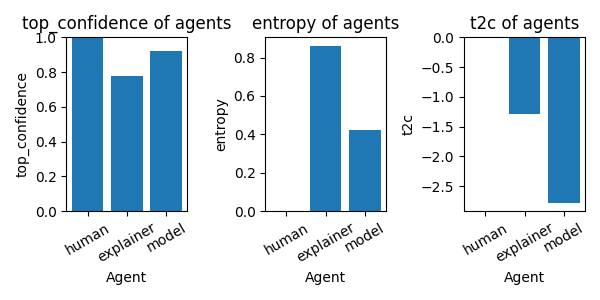 top_confidence of agents
1.0
0.8
0.6
0.4
0.2
0.0
top_confidence
human
explainer
model
Agent
entropy of agents
0.8
0.6
0.4
0.2
0.0
entropy
human
explainer
model
Agent
t2c of agents
0.0
−0.5
−1.0
−1.5
−2.0
−2.5
t2c
human
explainer
model
Agent